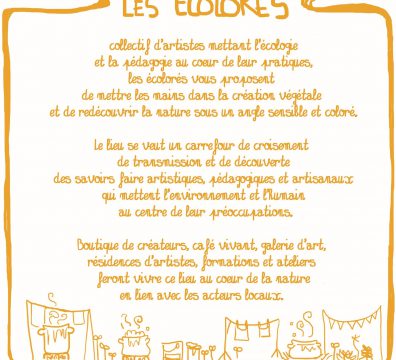 LES ÉCOLORÉS
collectif d'artistes mettant l'écologie
et la pédagogie au coeur de leur pratiques,
les écolorés vous proposent
de mettre les mains dans la création végétale
et de redécouvrir la nature sous un angle sensible et coloré.
Le lieu se veut un carrefour de croisement
de transmission et de découverte
des savoirs faire artistiques, pédagogiques et artisanaux
qui mettent l'environnement et l'humain
au centre de leur préoccupations.
Boutique de créateurs, café vivant, galerie d'art,
résidences d'artistes, formations et ateliers
feront vivre ce lieu au coeur de la nature
en lien avec les acteurs locaux.